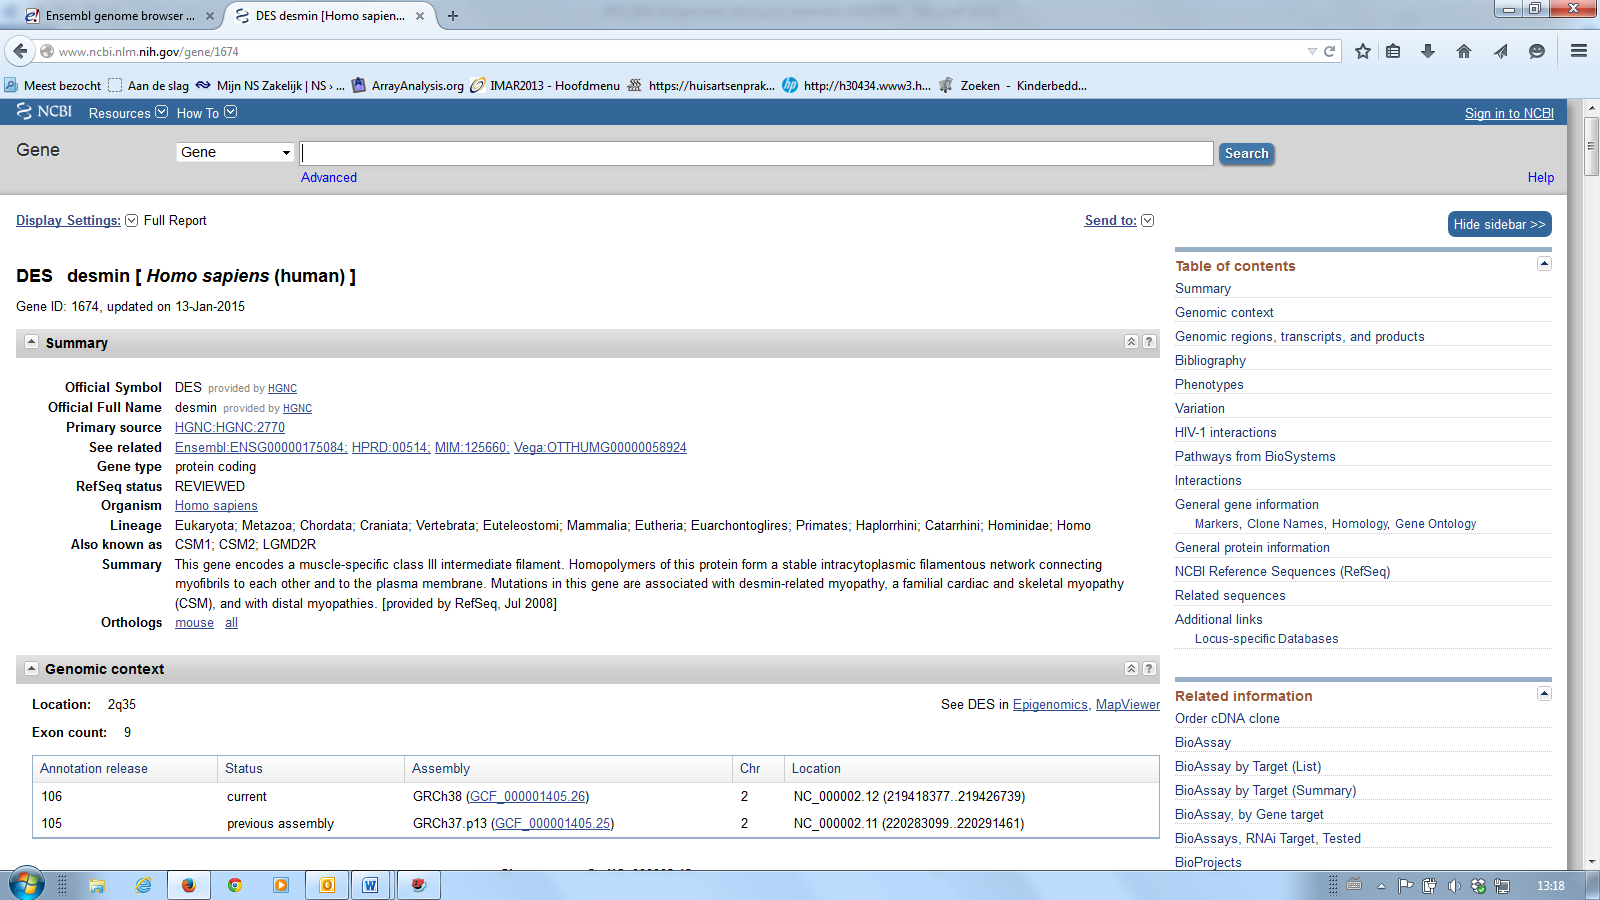 Ensembl genome browser ...
DES desmin [Homo sapien...
www.ncbi.nlm.nih.gov/gene/1674
Meest bezocht Aan de slag Mijn NS Zakelijk | NS › ... ArrayAnalysis.org IMAR2013 - Hoofdmenu https://huisartsenprak... http://h30434.www3.h... Zoeken - Kinderbedd...
NCBI Resources How To Sign in to NCBI
Gene Gene Search
Advanced Help
Display Settings: Full Report Send to: Hide sidebar >>
DES desmin [ Homo sapiens (human) ]
Gene ID: 1674, updated on 13-Jan-2015
Summary
Official Symbol DES provided by HGNC
Official Full Name desmin provided by HGNC
Primary source HGNC:HGNC:2770
See related Ensembl:ENSG00000175084; HPRD:00514; MIM:125660; Vega:OTTHUMG00000058924
Gene type protein coding
RefSeq status REVIEWED
Organism Homo sapiens
Lineage Eukaryota; Metazoa; Chordata; Craniata; Vertebrata; Euteleostomi; Mammalia; Eutheria; Euarchontoglires; Primates; Haplorrhini; Catarrhini; Hominidae; Homo
Also known as CSM1; CSM2; LGMD2R
Summary This gene encodes a muscle-specific class III intermediate filament. Homopolymers of this protein form a stable intracytoplasmic filamentous network connecting
myofibrils to each other and to the plasma membrane. Mutations in this gene are associated with desmin-related myopathy, a familial cardiac and skeletal myopathy
(CSM), and with distal myopathies. [provided by RefSeq, Jul 2008]
Orthologs mouse all
Genomic context
Location: 2q35 See DES in Epigenomics, MapViewer
Exon count: 9
Annotation release Status Assembly Chr Location
106 current GRCh38 (GCF_000001405.26) 2 NC_000002.12 (219418377..219426739)
105 previous assembly GRCh37.p13 (GCF_000001405.25) 2 NC_000002.11 (220283099..220291461)
Table of contents
Summary
Genomic context
Genomic regions, transcripts, and products
Bibliography
Phenotypes
Variation
HIV-1 interactions
Pathways from BioSystems
Interactions
General gene information
Markers, Clone Names, Homology, Gene Ontology
General protein information
NCBI Reference Sequences (RefSeq)
Related sequences
Additional links
Locus-specific Databases
Related information
Order cDNA clone
BioAssay
BioAssay by Target (List)
BioAssay by Target (Summary)
BioAssay, by Gene target
BioAssays, RNAi Target, Tested
BioProjects
13:18